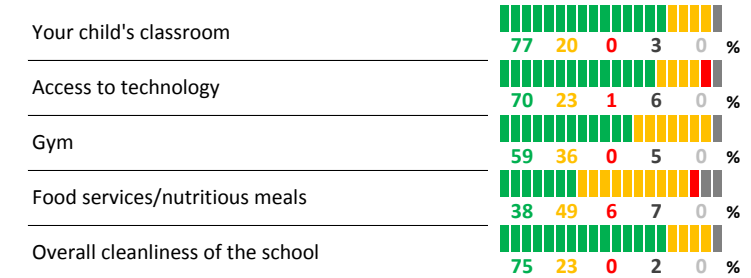 Your child's classroom
77 20 0 3 0 %
Access to technology
70 23 1 6 0 %
Gym
59 36 0 5 0 %
Food services/nutritious meals
38 49 6 7 0 %
Overall cleanliness of the school
75 23 0 2 0 %